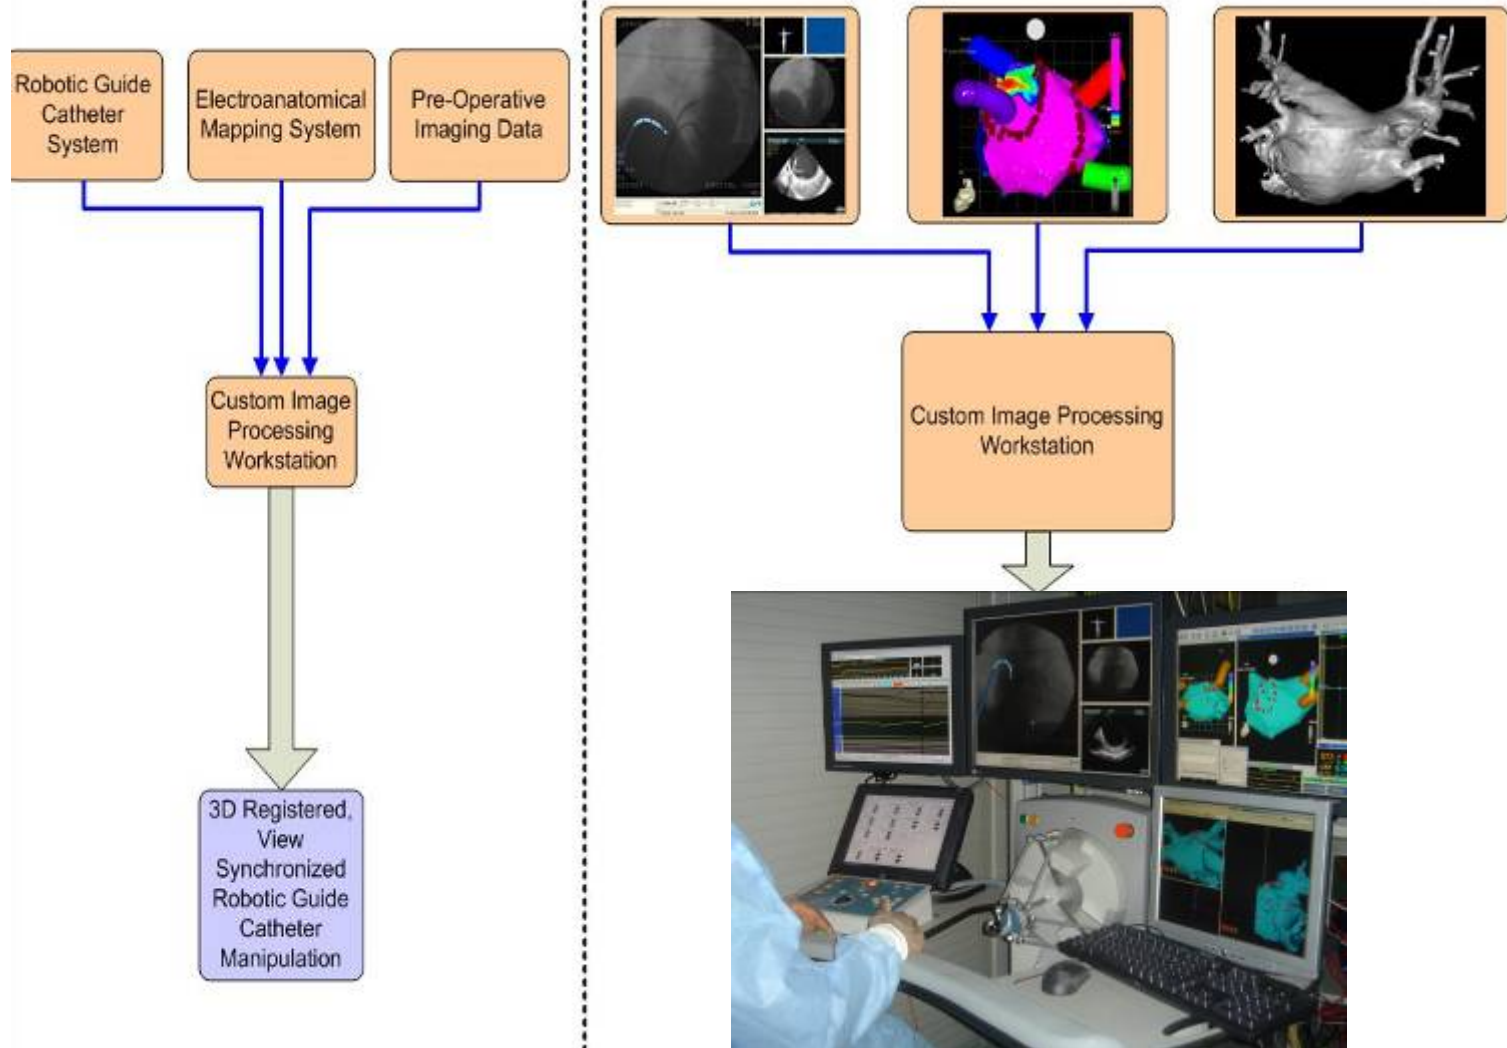 Robotic Guide
Catheter
System
Electroanatomical
Mapping System
Pre-Operative
Imaging Data
Custom Image
Processing
Workstation
3D Registered,
View
Synchronized
Robotic Guide
Catheter
Manipulation
Custom Image Processing
Workstation